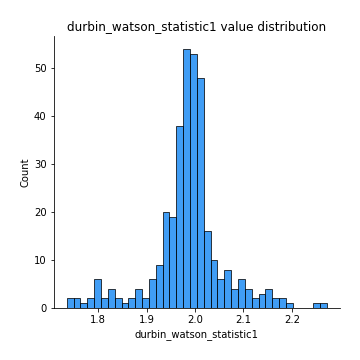 durbin_watson_statistic1 value distribution
50
40
30
20
10
0
Count
1.8 1.9 2.0 2.1 2.2
durbin_watson_statistic1